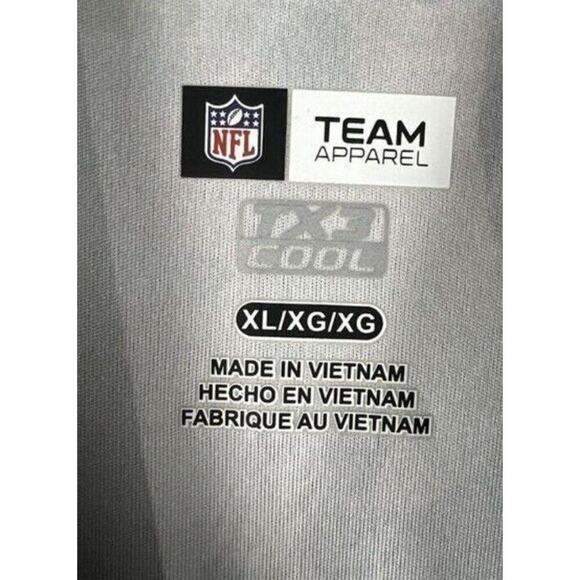 NFL
TEAM
APPAREL
TX3
COOL
XL/XG/XG
MADE IN VIETNAM
HECHO EN VIETNAM
FABRIQUE AU VIETNAM